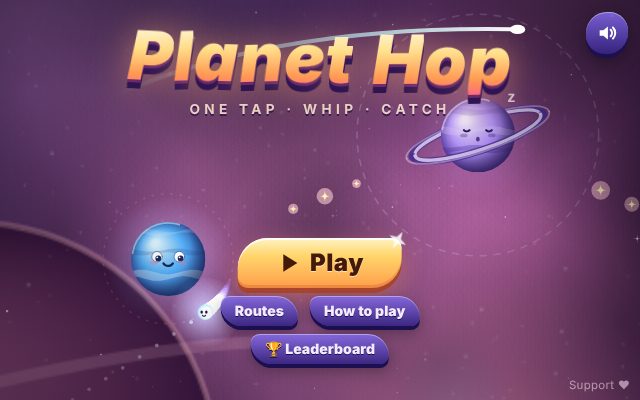 Planet Hop
ONE TAP · WHIP · CATCH
z
Play
Routes
How to play
🏆 Leaderboard
Support ♥